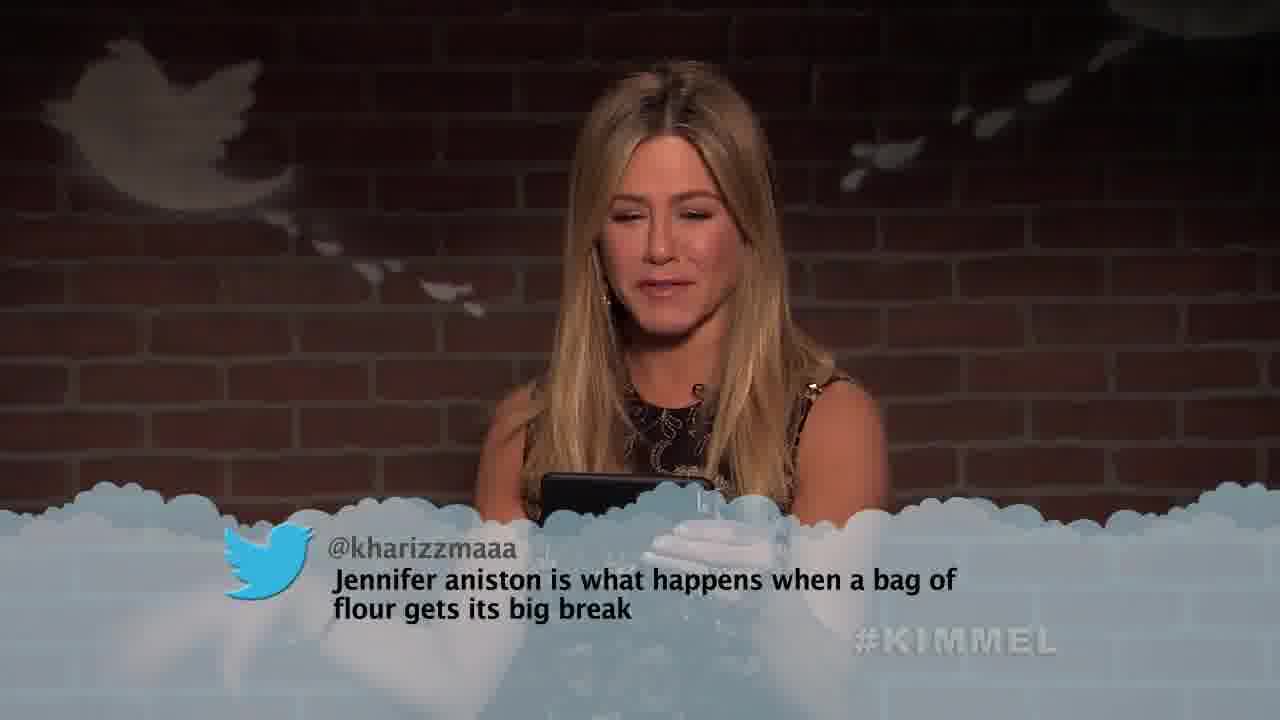 @kharizzmaaa
Jennifer aniston is what happens when a bag of
flour gets its big break
#KIMMEL